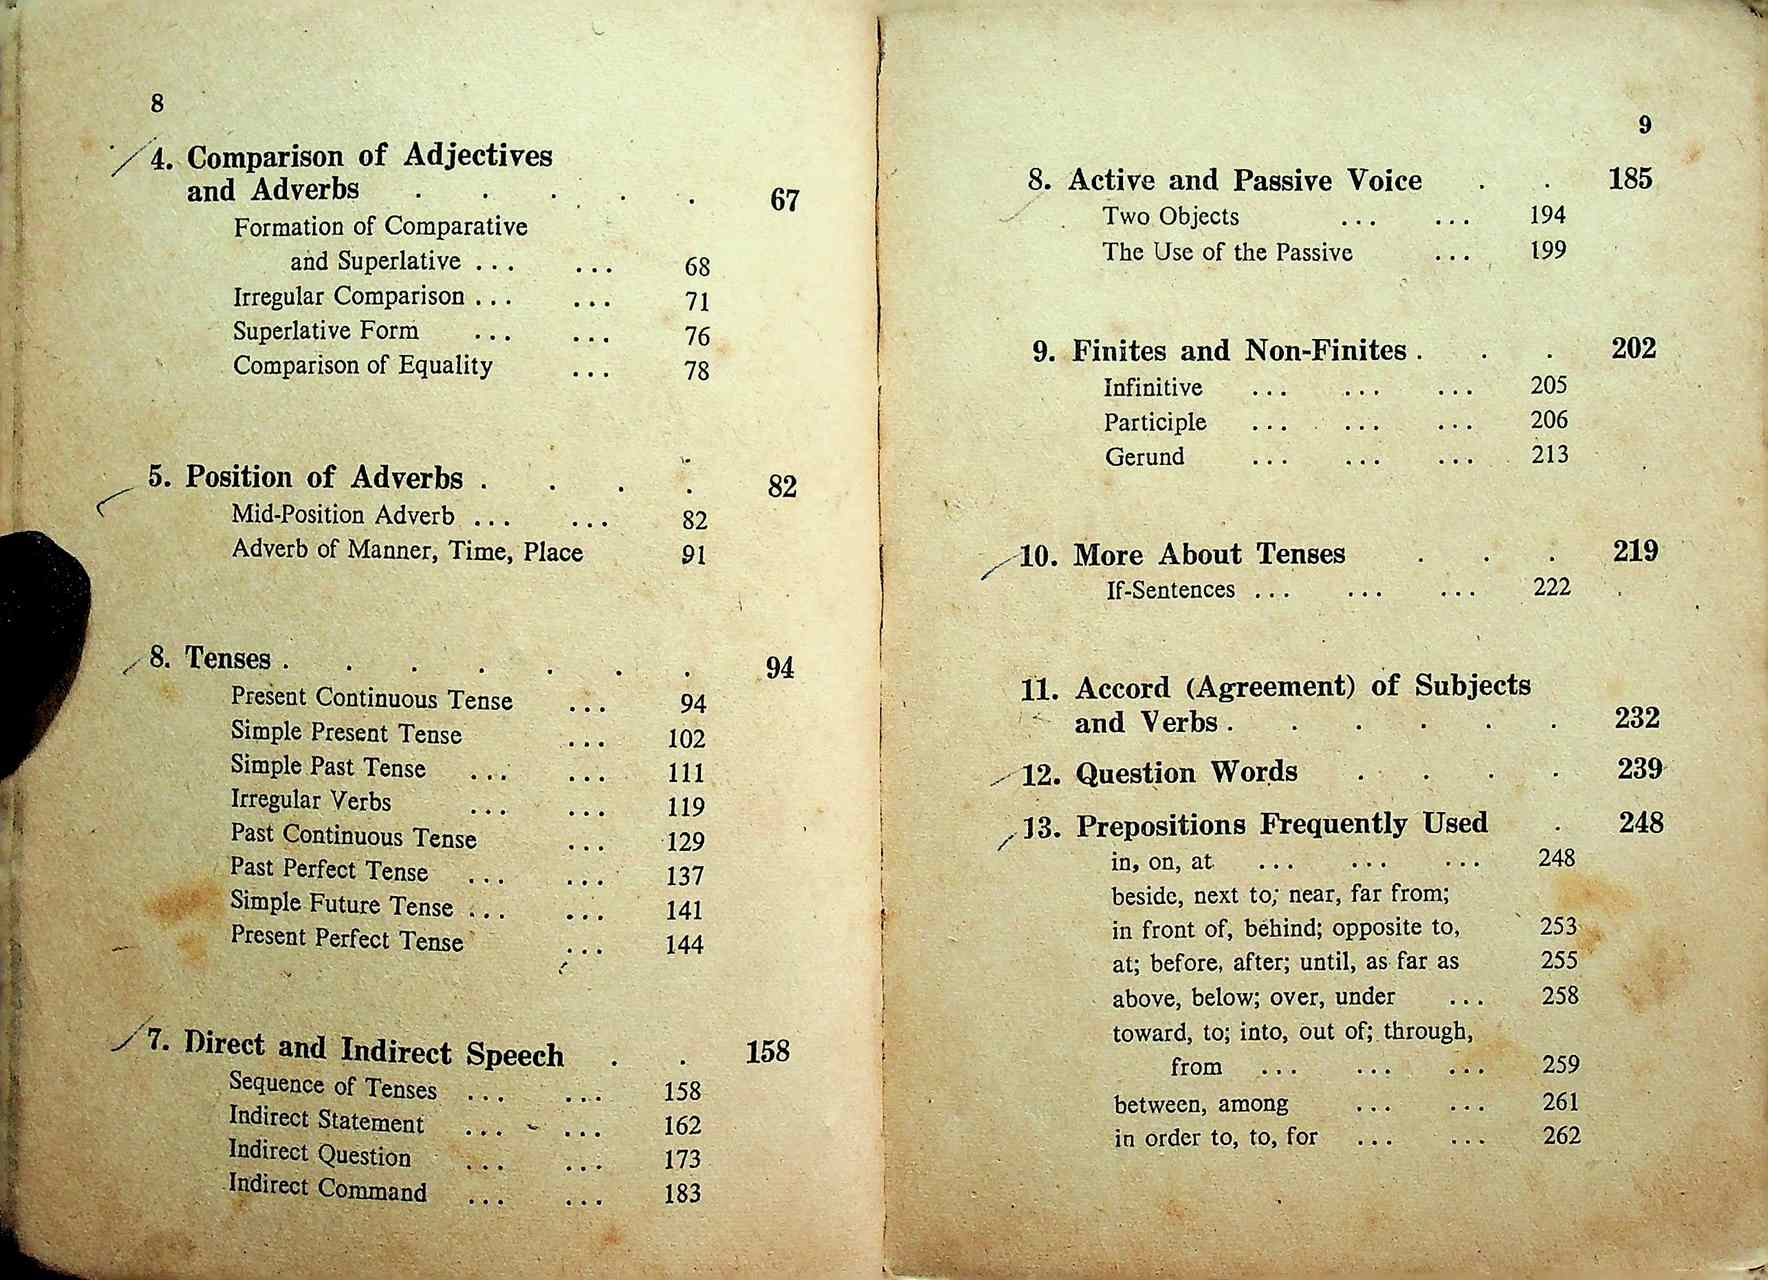 8
4. Comparison of Adjectives
and Adverbs . . . . . 67
Formation of Comparative
and Superlative ... ... 68
Irregular Comparison ... ... 71
Superlative Form ... ... 76
Comparison of Equality ... 78
5. Position of Adverbs . . . . 82
Mid-Position Adverb ... ... 82
Adverb of Manner, Time, Place 91
8. Tenses . . . . . . . 94
Present Continuous Tense ... 94
Simple Present Tense ... 102
Simple Past Tense ... ... 111
Irregular Verbs ... ... 119
Past Continuous Tense ... 129
Past Perfect Tense ... ... 137
Simple Future Tense ... ... 141
Present Perfect Tense ... 144
7. Direct and Indirect Speech . . 158
Sequence of Tenses ... ... 158
Indirect Statement ... ... 162
Indirect Question ... ... 173
Indirect Command ... ... 183
9
8. Active and Passive Voice . . 185
Two Objects ... ... 194
The Use of the Passive ... 199
9. Finites and Non-Finites . . . 202
Infinitive ... ... ... 205
Participle ... ... ... 206
Gerund ... ... ... 213
10. More About Tenses . . . 219
If-Sentences ... ... ... 222
11. Accord (Agreement) of Subjects
and Verbs . . . . . . 232
12. Question Words . . . . 239
13. Prepositions Frequently Used . 248
in, on, at ... ... ... 248
beside, next to; near, far from;
in front of, behind; opposite to, 253
at; before, after; until, as far as 255
above, below; over, under ... 258
toward, to; into, out of; through,
from ... ... ... 259
between, among ... ... 261
in order to, to, for ... ... 262